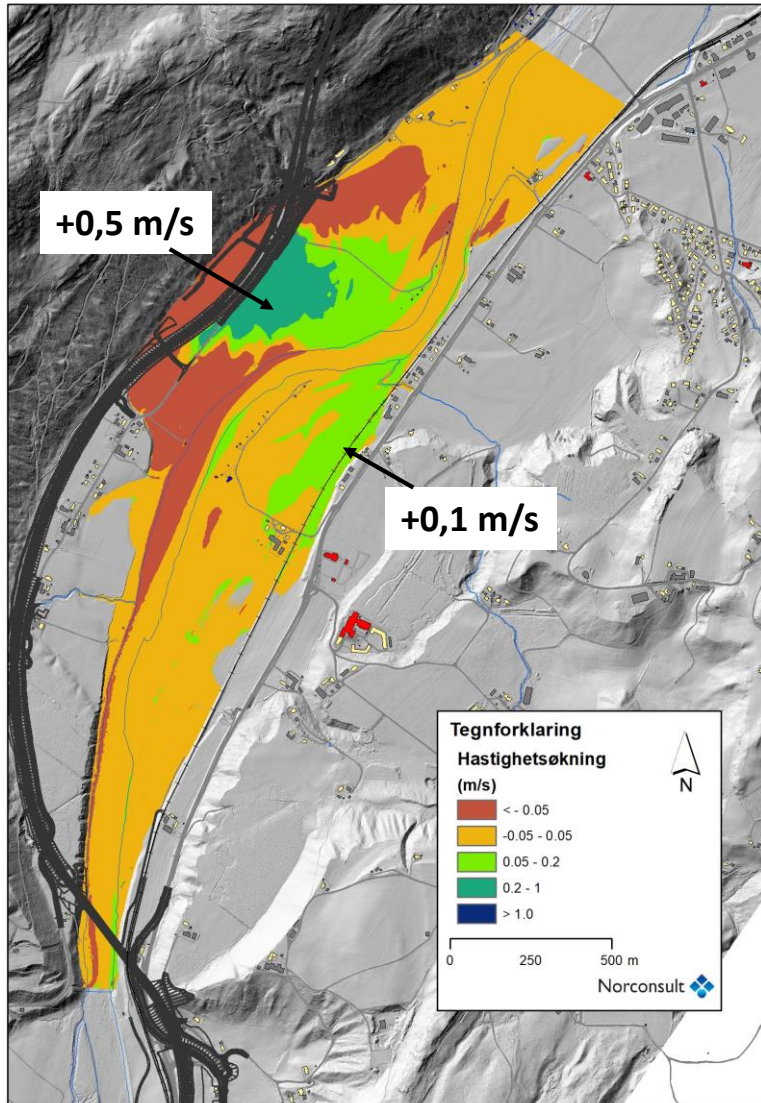 +0,5 m/s
+0,1 m/s
Tegnforklaring
Hastighetsøkning
(m/s)
< - 0.05
-0.05 - 0.05
0.05 - 0.2
0.2 - 1
> 1.0
N
0 250 500 m
Norconsult